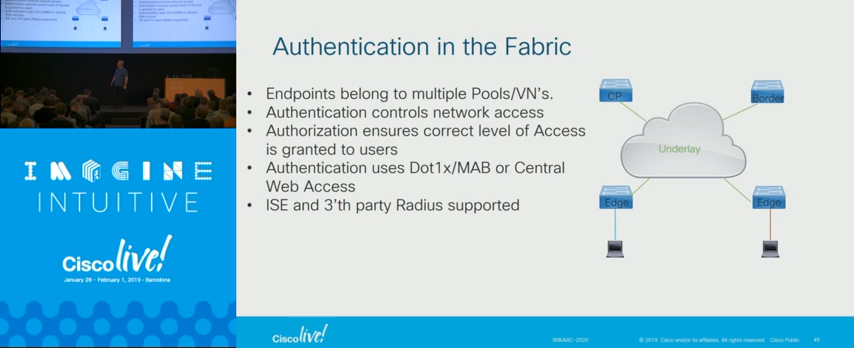 Authentication in the Fabric
• Endpoints belong to multiple Pools/VN's.
• Authentication controls network access
• Authorization ensures correct level of Access
is granted to users
• Authentication uses Dot1x/MAB or Central
Web Access
• ISE and 3'th party Radius supported
CP
Border
Underlay
Edge
Edge
IMAGINE
INTUITIVE
Cisco live!
January 28 - February 1, 2019 · Barcelona
Cisco live!
BRKARC-2020
© 2019 Cisco and/or its affiliates. All rights reserved. Cisco Public